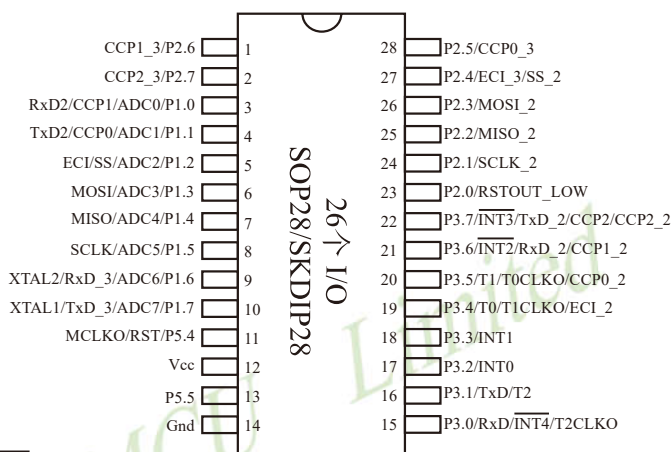 CCP1_3/P2.6 1
CCP2_3/P2.7 2
RxD2/CCP1/ADC0/P1.0 3
TxD2/CCP0/ADC1/P1.1 4
ECI/SS/ADC2/P1.2 5
MOSI/ADC3/P1.3 6
MISO/ADC4/P1.4 7
SCLK/ADC5/P1.5 8
XTAL2/RxD_3/ADC6/P1.6 9
XTAL1/TxD_3/ADC7/P1.7 10
MCLKO/RST/P5.4 11
Vcc 12
P5.5 13
Gnd 14
26个 I/O
SOP28/SKDIP28
28 P2.5/CCP0_3
27 P2.4/ECI_3/SS_2
26 P2.3/MOSI_2
25 P2.2/MISO_2
24 P2.1/SCLK_2
23 P2.0/RSTOUT_LOW
22 P3.7/INT3/TxD_2/CCP2/CCP2_2
21 P3.6/INT2/RxD_2/CCP1_2
20 P3.5/T1/T0CLKO/CCP0_2
19 P3.4/T0/T1CLKO/ECI_2
18 P3.3/INT1
17 P3.2/INT0
16 P3.1/TxD/T2
15 P3.0/RxD/INT4/T2CLKO
MCU Limited